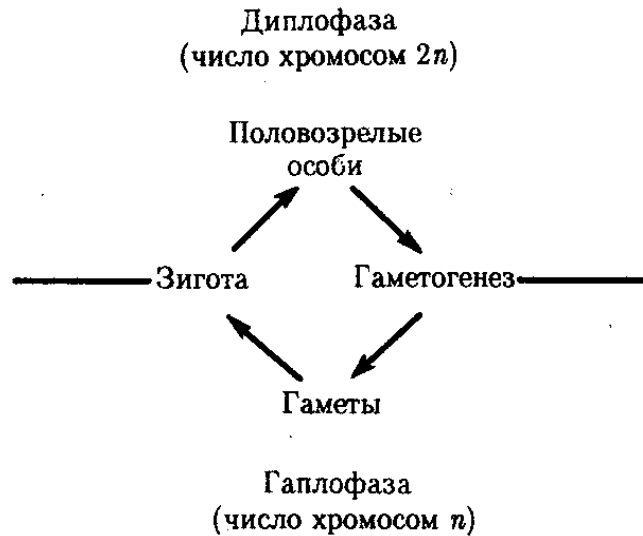 Диплофаза
(число хромосом 2n)
Половозрелые
особи
Зигота
Гаметогенез
Гаметы
Гаплофаза
(число хромосом n)